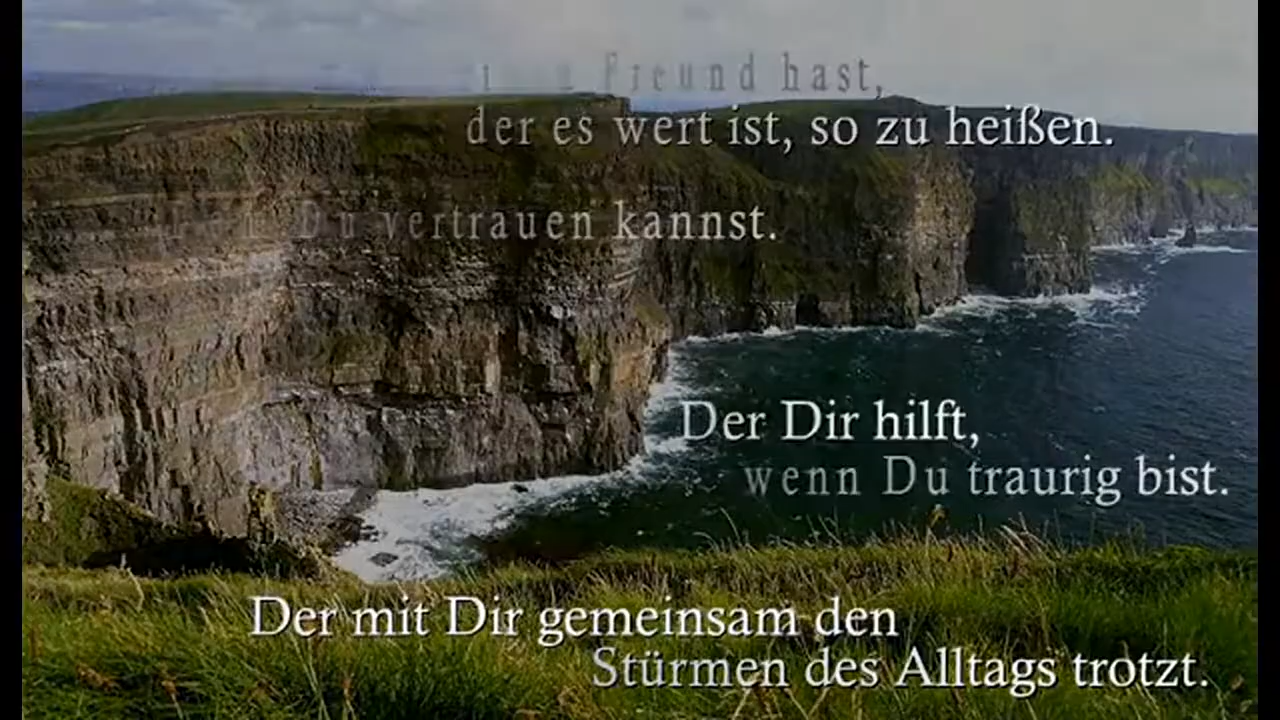 Freund hast,
der es wert ist, so zu heißen.
Du vertrauen kannst.
Der Dir hilft,
wenn Du traurig bist.
Der mit Dir gemeinsam den
Stürmen des Alltags trotzt.